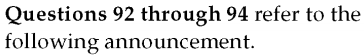 Questions 92 through 94 refer to the
following announcement.